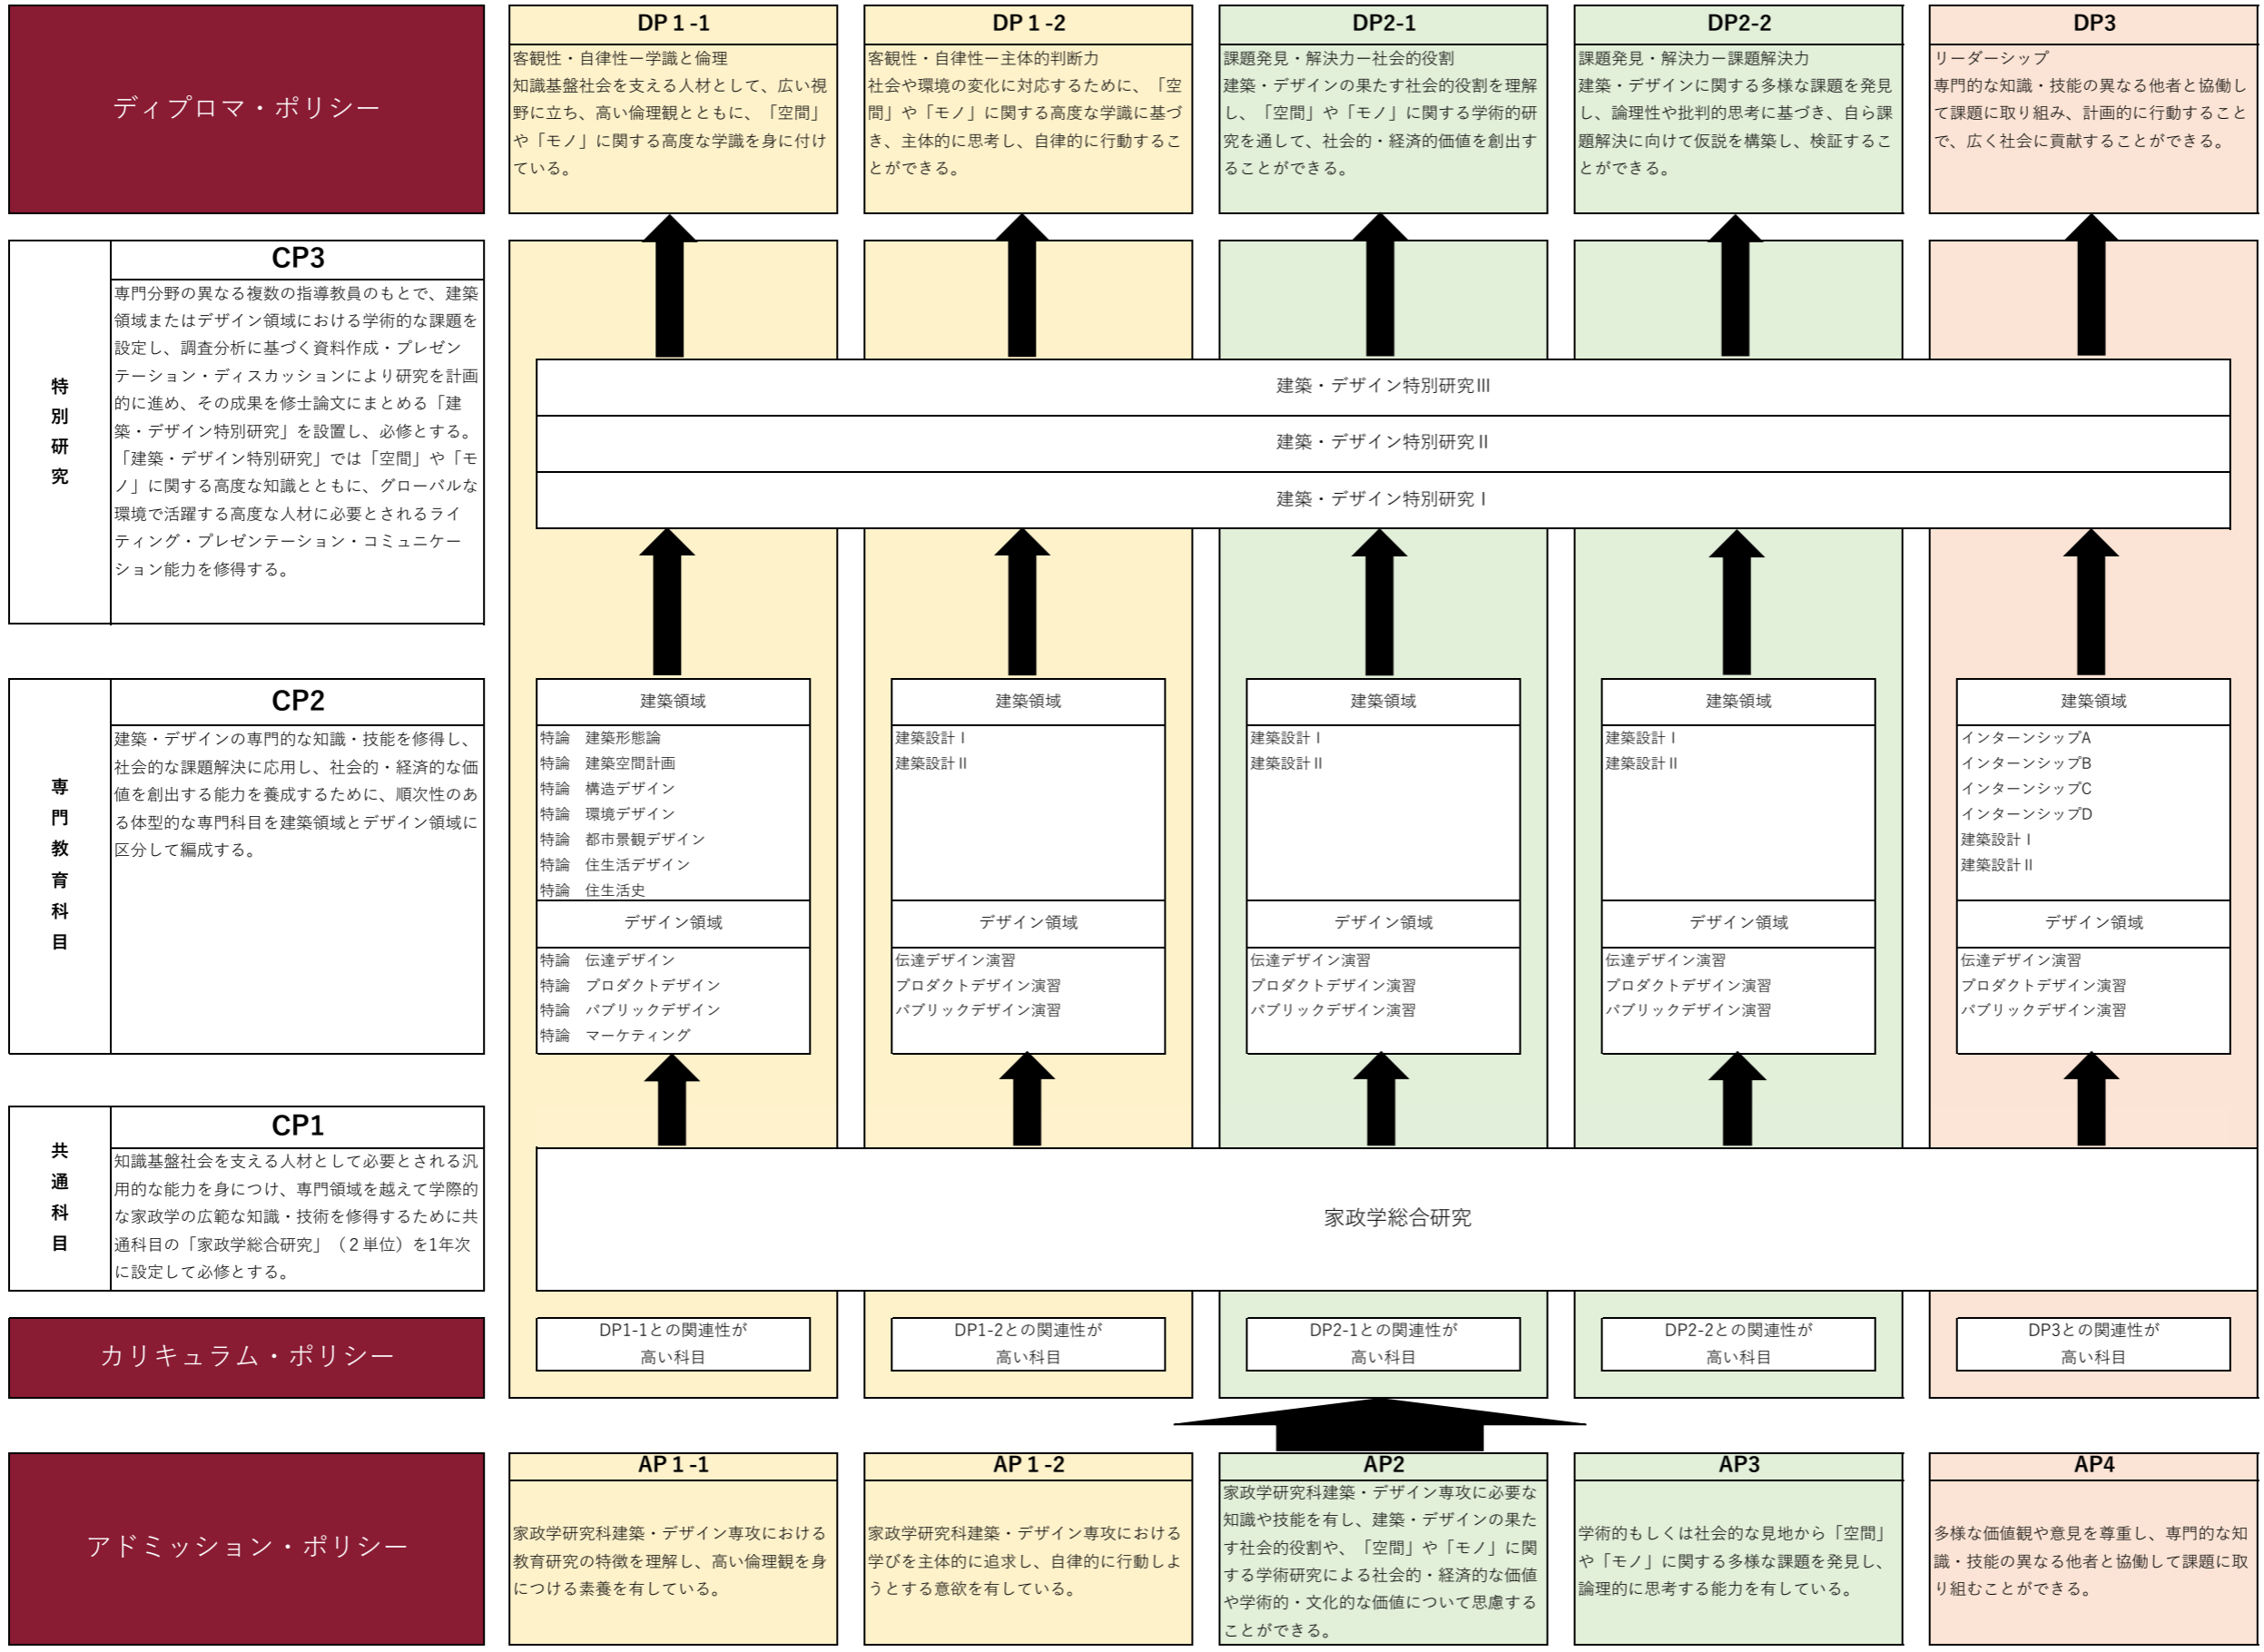 ディプロマ・ポリシー
DP１-1
客観性・自律性ー学識と倫理
知識基盤社会を支える人材として、広い視
野に立ち、高い倫理観とともに、「空間」
や「モノ」に関する高度な学識を身に付け
ている。
DP１-2
客観性・自律性ー主体的判断力
社会や環境の変化に対応するために、「空
間」や「モノ」に関する高度な学識に基づ
き、主体的に思考し、自律的に行動するこ
とができる。
DP2-1
課題発見・解決力ー社会的役割
建築・デザインの果たす社会的役割を理解
し、「空間」や「モノ」に関する学術的研
究を通して、社会的・経済的価値を創出す
ることができる。
DP2-2
課題発見・解決力ー課題解決力
建築・デザインに関する多様な課題を発見
し、論理性や批判的思考に基づき、自ら課
題解決に向けて仮説を構築し、検証するこ
とができる。
DP3
リーダーシップ
専門的な知識・技能の異なる他者と協働し
て課題に取り組み、計画的に行動すること
で、広く社会に貢献することができる。
特別研究
CP3
専門分野の異なる複数の指導教員のもとで、建築
領域またはデザイン領域における学術的な課題を
設定し、調査分析に基づく資料作成・プレゼン
テーション・ディスカッションにより研究を計画
的に進め、その成果を修士論文にまとめる「建
築・デザイン特別研究」を設置し、必修とする。
「建築・デザイン特別研究」では「空間」や「モ
ノ」に関する高度な知識とともに、グローバルな
環境で活躍する高度な人材に必要とされるライ
ティング・プレゼンテーション・コミュニケー
ション能力を修得する。
建築・デザイン特別研究Ⅲ
建築・デザイン特別研究Ⅱ
建築・デザイン特別研究Ⅰ
専門教育科目
CP2
建築・デザインの専門的な知識・技能を修得し、
社会的な課題解決に応用し、社会的・経済的な価
値を創出する能力を養成するために、順次性のあ
る体型的な専門科目を建築領域とデザイン領域に
区分して編成する。
建築領域
特論　建築形態論
特論　建築空間計画
特論　構造デザイン
特論　環境デザイン
特論　都市景観デザイン
特論　住生活デザイン
特論　住生活史
デザイン領域
特論　伝達デザイン
特論　プロダクトデザイン
特論　パブリックデザイン
特論　マーケティング
建築領域
建築設計Ⅰ
建築設計Ⅱ
デザイン領域
伝達デザイン演習
プロダクトデザイン演習
パブリックデザイン演習
建築領域
建築設計Ⅰ
建築設計Ⅱ
デザイン領域
伝達デザイン演習
プロダクトデザイン演習
パブリックデザイン演習
建築領域
建築設計Ⅰ
建築設計Ⅱ
デザイン領域
伝達デザイン演習
プロダクトデザイン演習
パブリックデザイン演習
建築領域
インターンシップA
インターンシップB
インターンシップC
インターンシップD
建築設計Ⅰ
建築設計Ⅱ
デザイン領域
伝達デザイン演習
プロダクトデザイン演習
パブリックデザイン演習
共通科目
CP1
知識基盤社会を支える人材として必要とされる汎
用的な能力を身につけ、専門領域を越えて学際的
な家政学の広範な知識・技術を修得するために共
通科目の「家政学総合研究」（２単位）を1年次
に設定して必修とする。
家政学総合研究
カリキュラム・ポリシー
DP1-1との関連性が
高い科目
DP1-2との関連性が
高い科目
DP2-1との関連性が
高い科目
DP2-2との関連性が
高い科目
DP3との関連性が
高い科目
アドミッション・ポリシー
AP１-1
家政学研究科建築・デザイン専攻における
教育研究の特徴を理解し、高い倫理観を身
につける素養を有している。
AP１-2
家政学研究科建築・デザイン専攻における
学びを主体的に追求し、自律的に行動しよ
うとする意欲を有している。
AP2
家政学研究科建築・デザイン専攻に必要な
知識や技能を有し、建築・デザインの果た
す社会的役割や、「空間」や「モノ」に関
する学術研究による社会的・経済的な価値
や学術的・文化的な価値について思慮する
ことができる。
AP3
学術的もしくは社会的な見地から「空間」
や「モノ」に関する多様な課題を発見し、
論理的に思考する能力を有している。
AP4
多様な価値観や意見を尊重し、専門的な知
識・技能の異なる他者と協働して課題に取
り組むことができる。